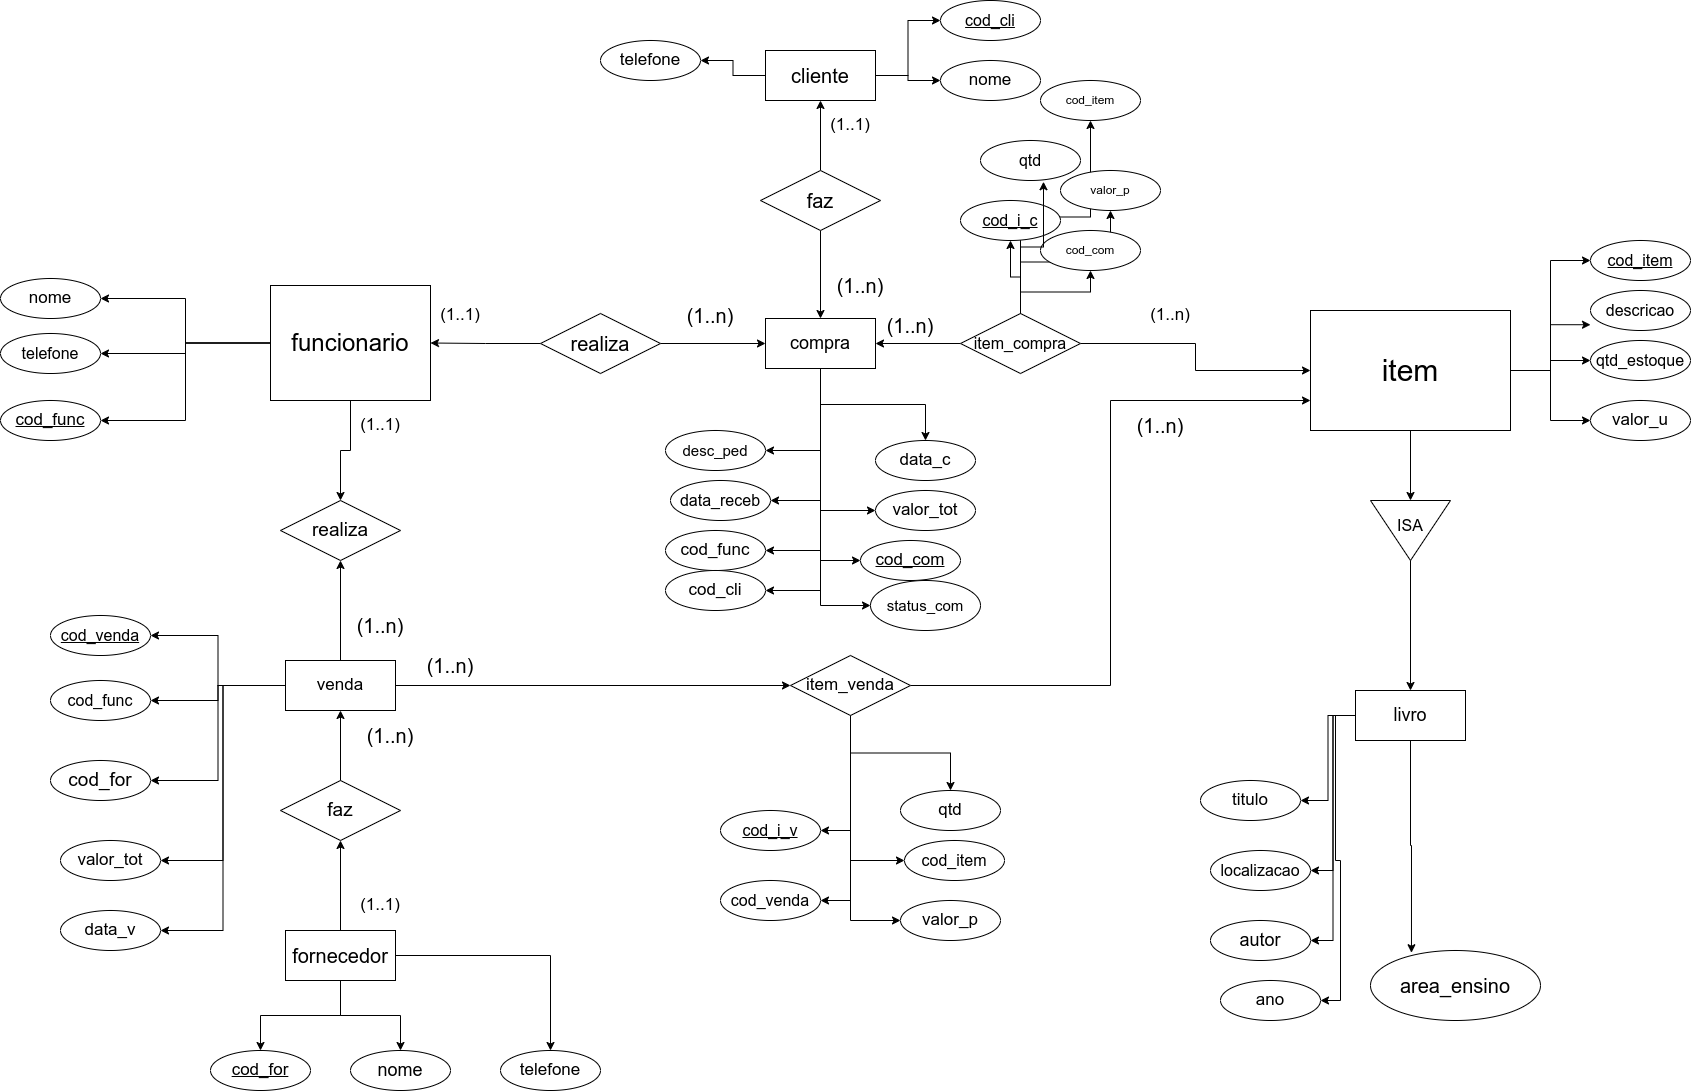 cod_cli
telefone
cliente
nome
cod_item
(1..1)
qtd
valor_p
faz
cod_i_c
cod_com
cod_item
nome
(1..n)
(1..1)
(1..n)
(1..n)
(1..n)
descricao
funcionario
realiza
compra
item_compra
telefone
qtd_estoque
item
cod_func
(1..1)
(1..n)
valor_u
desc_ped
data_c
data_receb
valor_tot
realiza
ISA
cod_func
cod_com
cod_cli
status_com
cod_venda
(1..n)
(1..n)
venda
item_venda
cod_func
livro
(1..n)
cod_for
faz
titulo
qtd
cod_i_v
valor_tot
cod_item
localizacao
cod_venda
(1..1)
valor_p
data_v
autor
fornecedor
area_ensino
ano
cod_for
nome
telefone